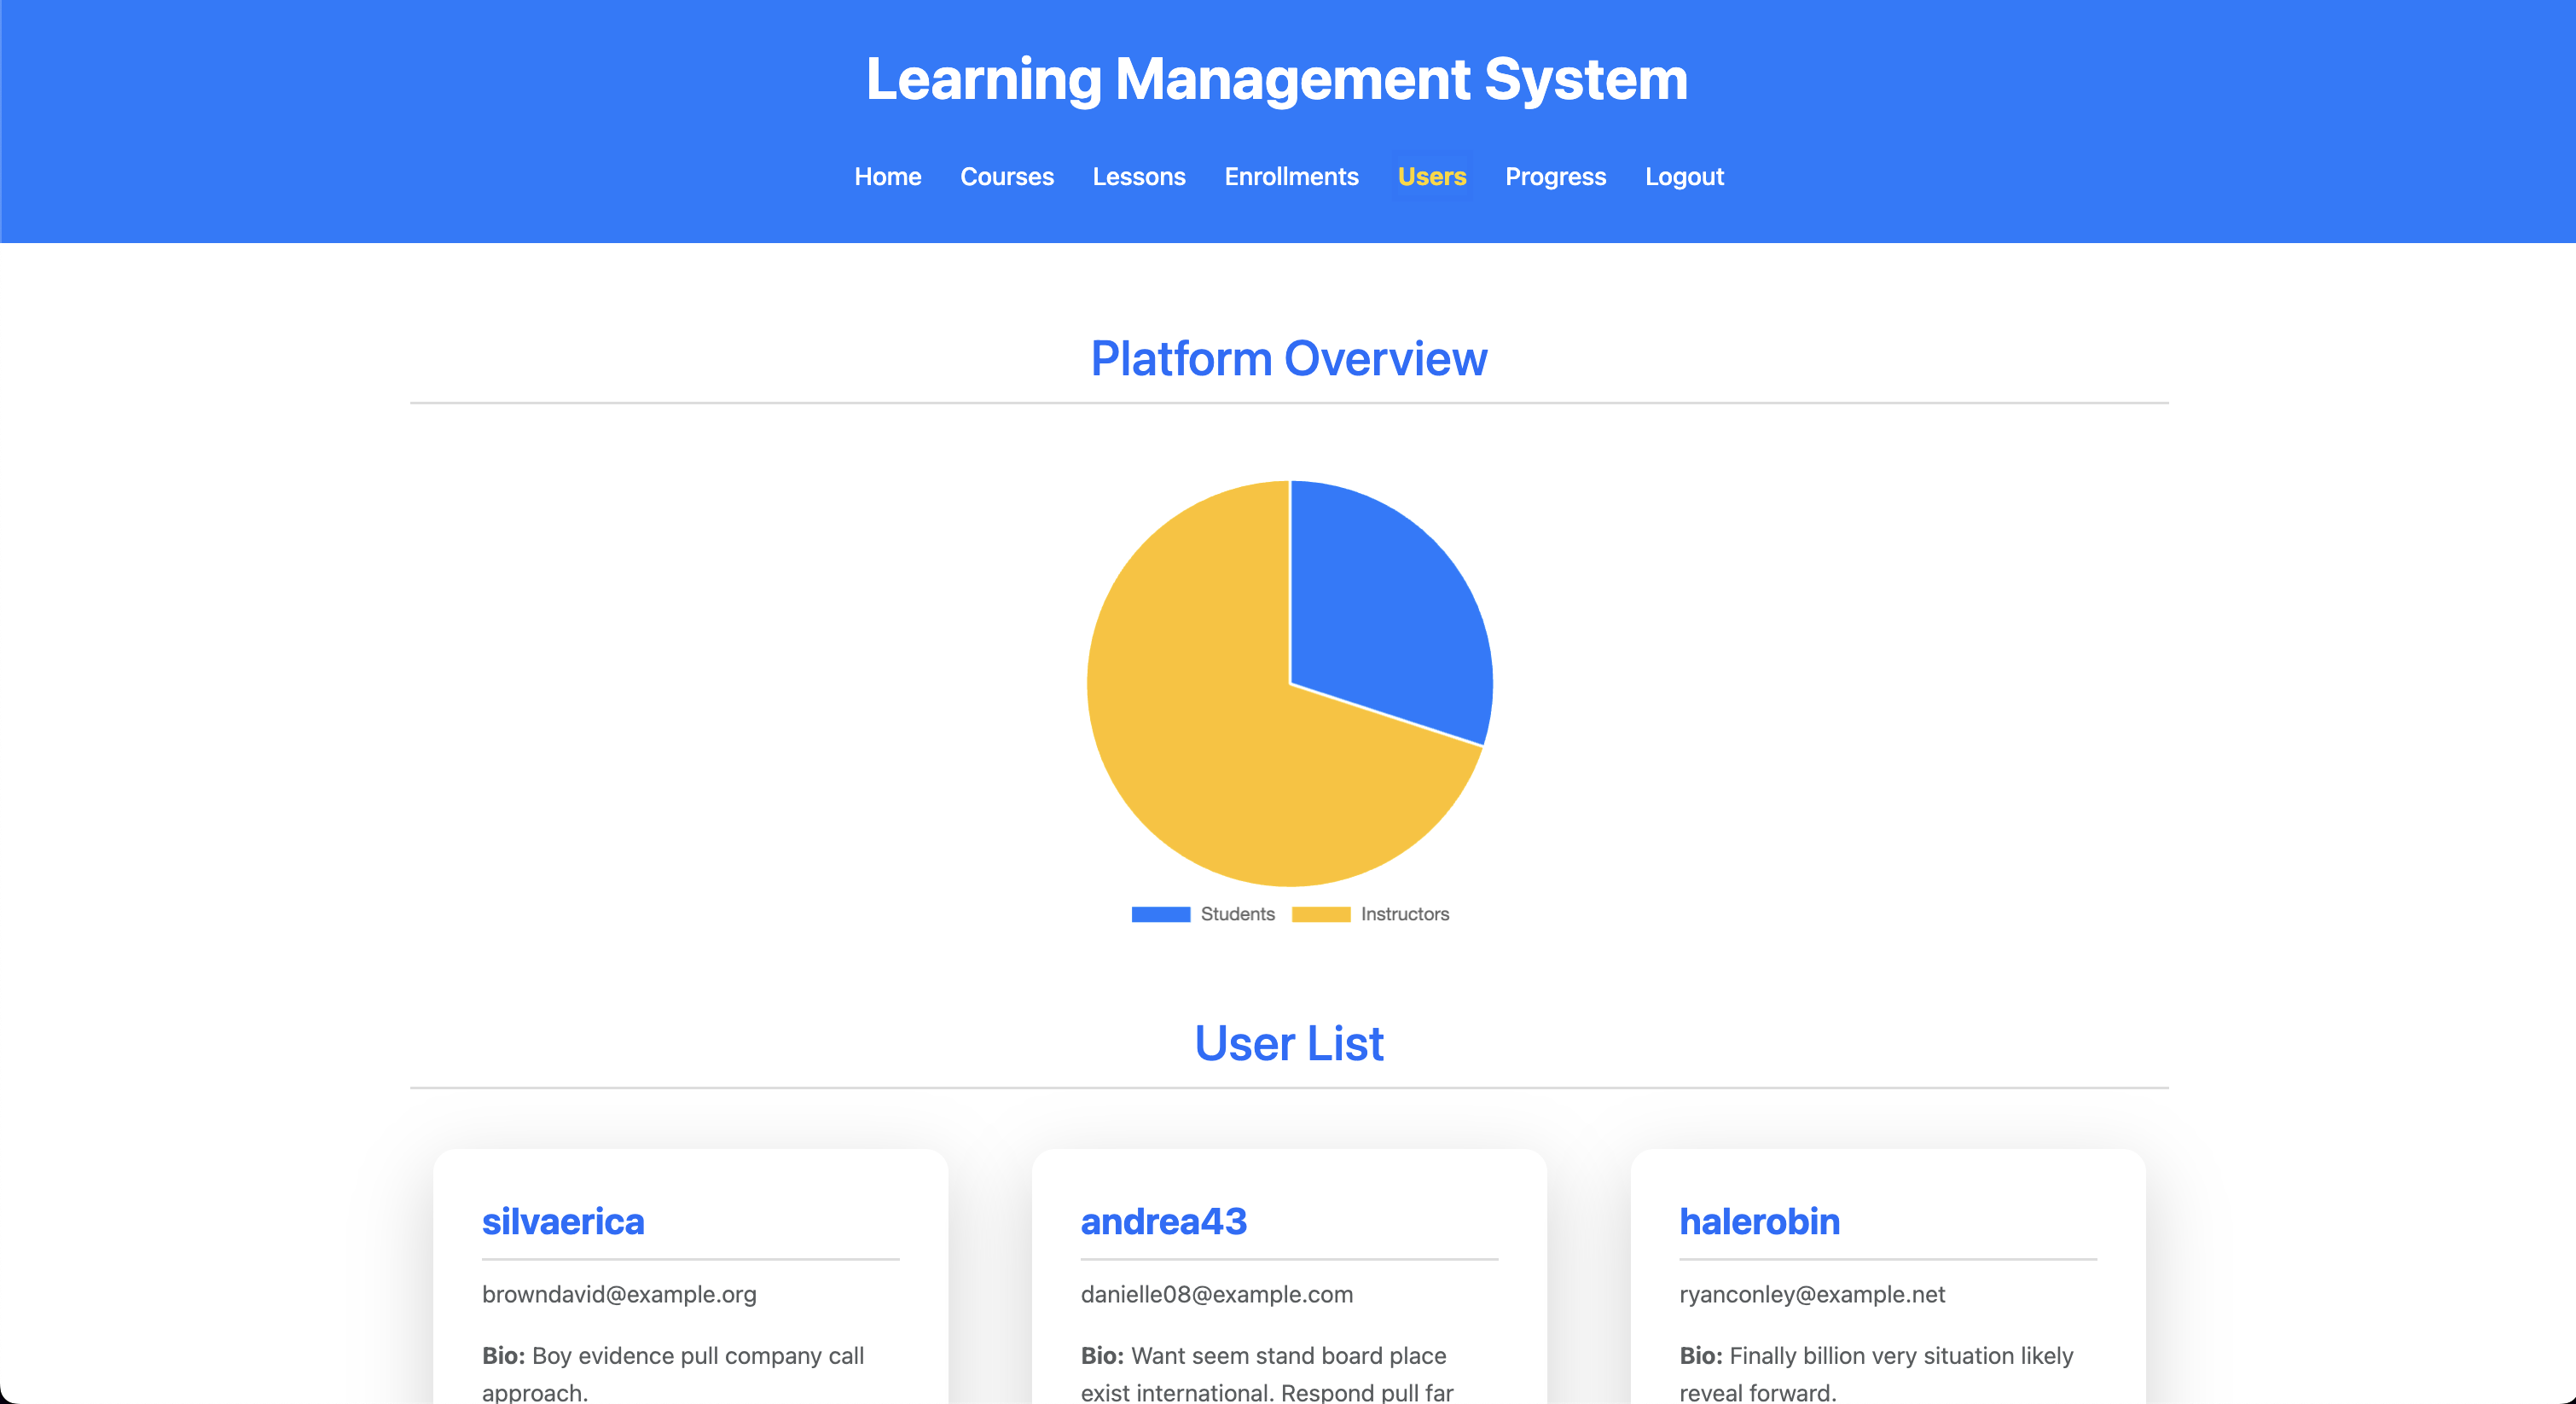 Learning Management System
Home Courses Lessons Enrollments Users Progress Logout
Platform Overview
Students Instructors
User List
silvaerica
browndavid@example.org
Bio: Boy evidence pull company call
approach.
andrea43
danielle08@example.com
Bio: Want seem stand board place
exist international. Respond pull far
halerobin
ryanconley@example.net
Bio: Finally billion very situation likely
reveal forward.